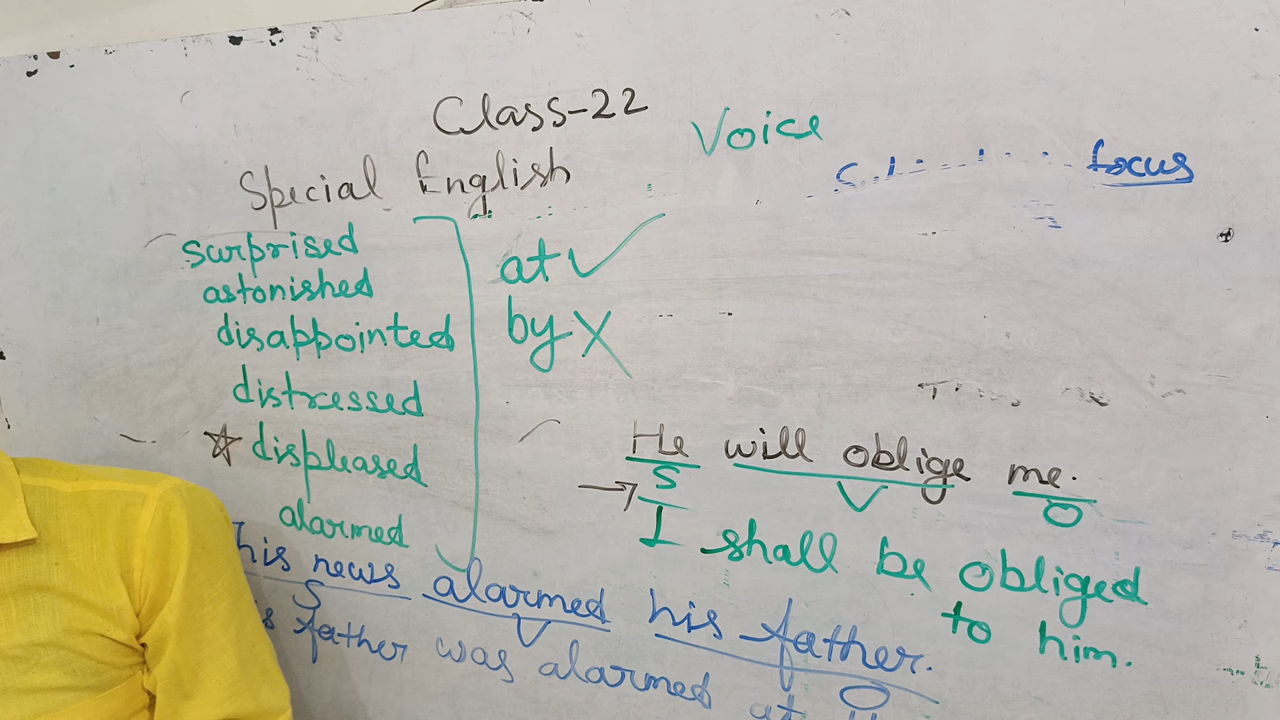 Class-22
Voice
focus
Special English
surprised
astonished
disappointed
distressed
☆ displeased
alarmed
at ✓
by X
He will oblige me.
S V O
→ I shall be obliged
to him.
This news alarmed his father.
S V O
father was alarmed at